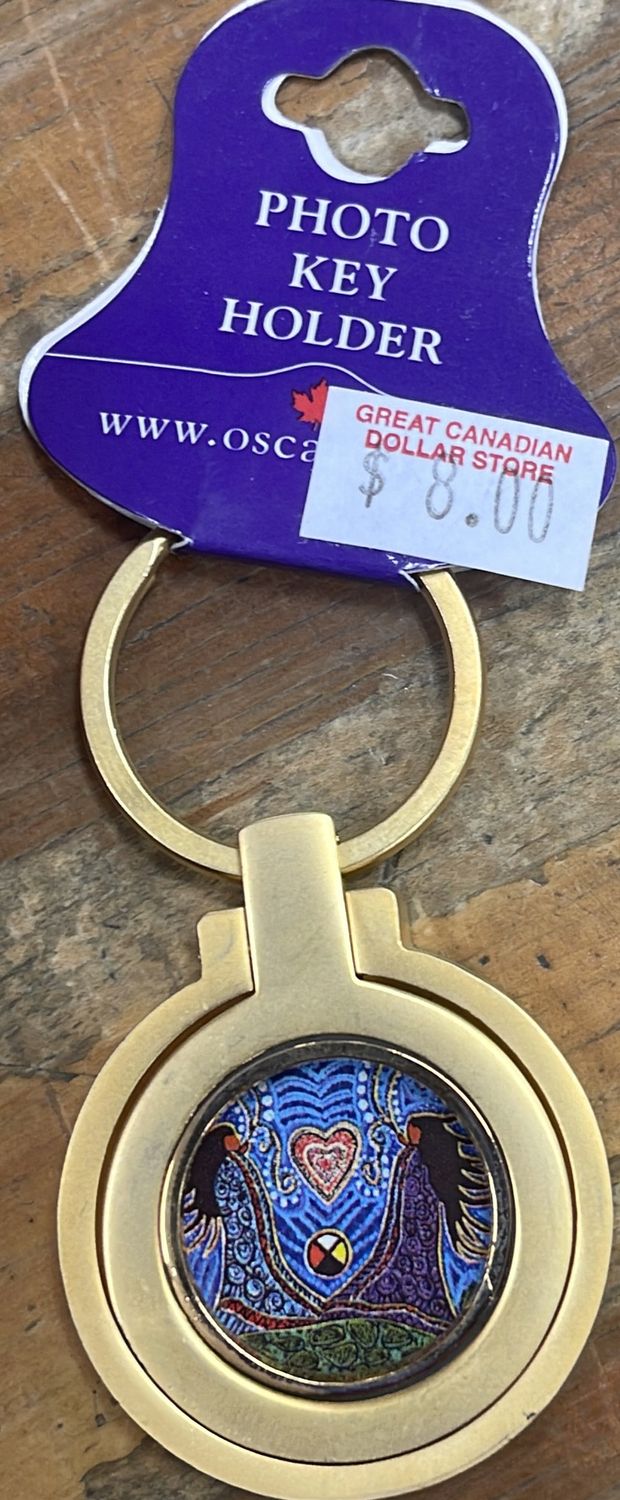 PHOTO
KEY
HOLDER
www.osca
GREAT CANADIAN
DOLLAR STORE
$ 8.00